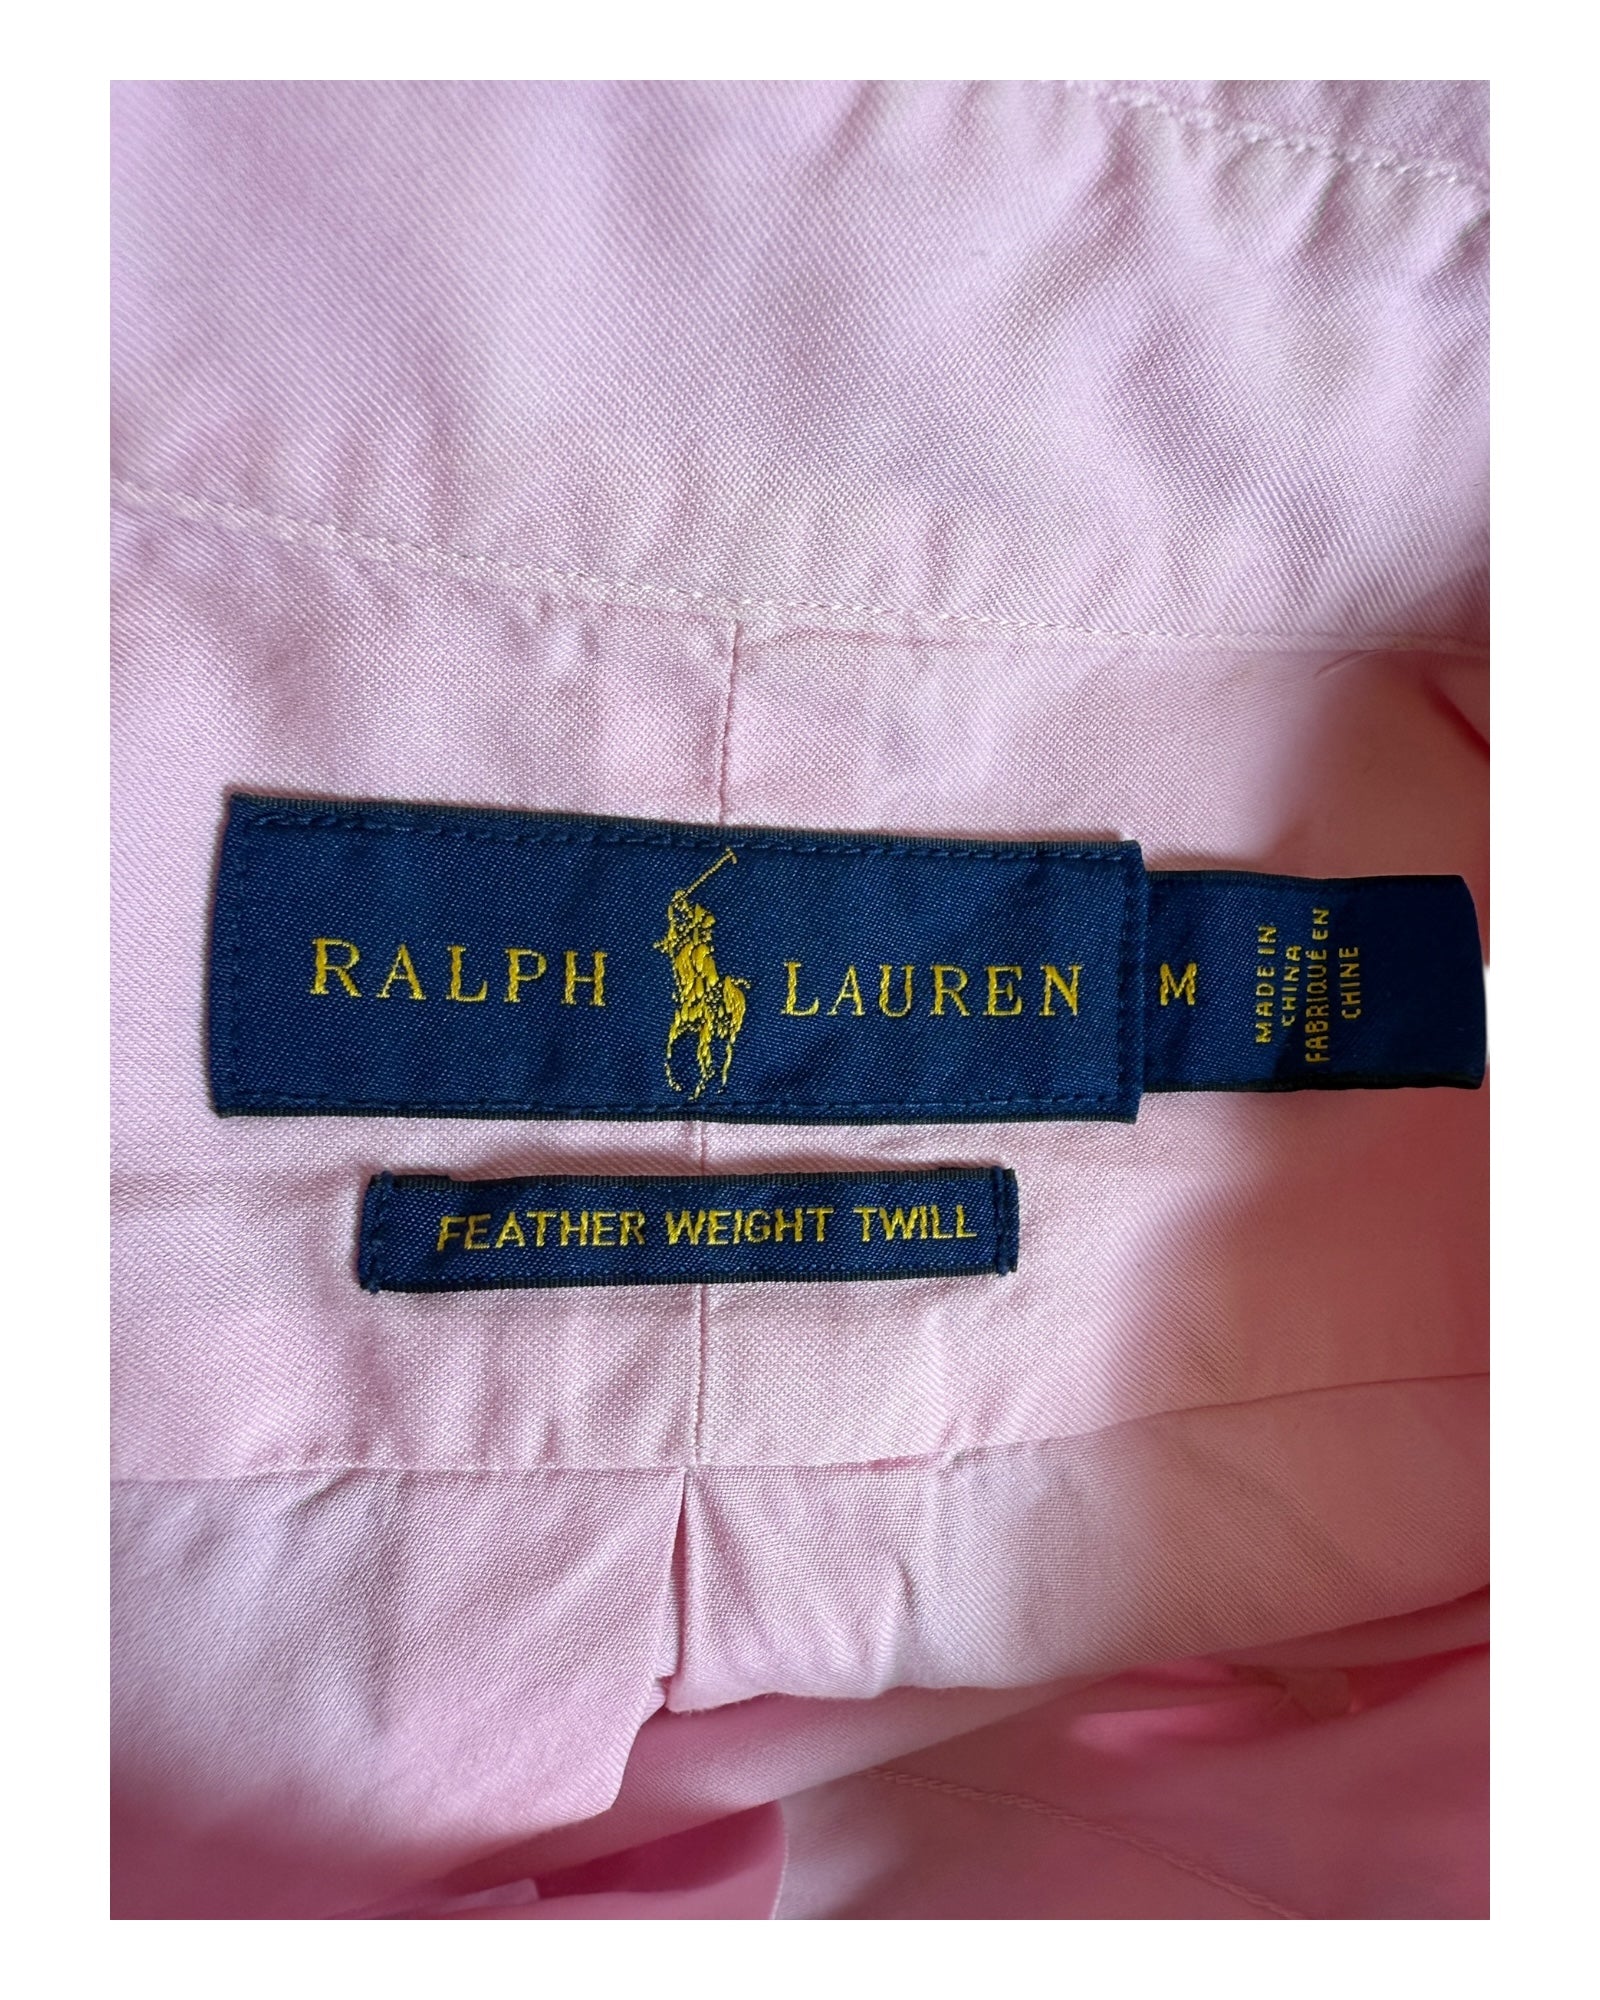 RALPH LAUREN
M
MADE IN
CHINA
FABRIQUÉ EN
CHINE
FEATHER WEIGHT TWILL